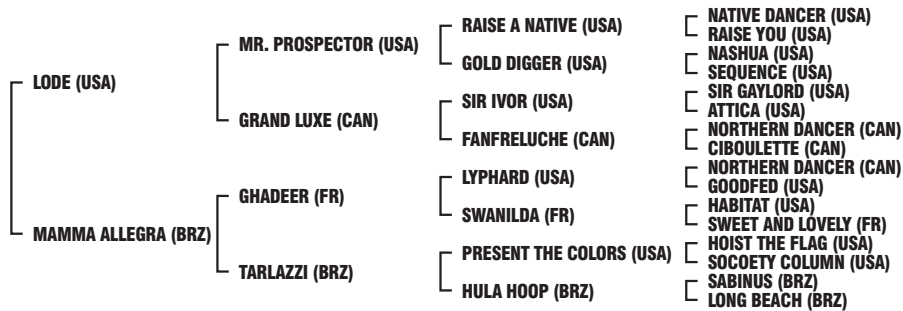 LODE (USA)
MAMMA ALLEGRA (BRZ)
MR. PROSPECTOR (USA)
GRAND LUXE (CAN)
GHADEER (FR)
TARLAZZI (BRZ)
RAISE A NATIVE (USA)
GOLD DIGGER (USA)
SIR IVOR (USA)
FANFRELUCHE (CAN)
LYPHARD (USA)
SWANILDA (FR)
PRESENT THE COLORS (USA)
HULA HOOP (BRZ)
NATIVE DANCER (USA)
RAISE YOU (USA)
NASHUA (USA)
SEQUENCE (USA)
SIR GAYLORD (USA)
ATTICA (USA)
NORTHERN DANCER (CAN)
CIBOULETTE (CAN)
NORTHERN DANCER (CAN)
GOODFED (USA)
HABITAT (USA)
SWEET AND LOVELY (FR)
HOIST THE FLAG (USA)
SOCOETY COLUMN (USA)
SABINUS (BRZ)
LONG BEACH (BRZ)